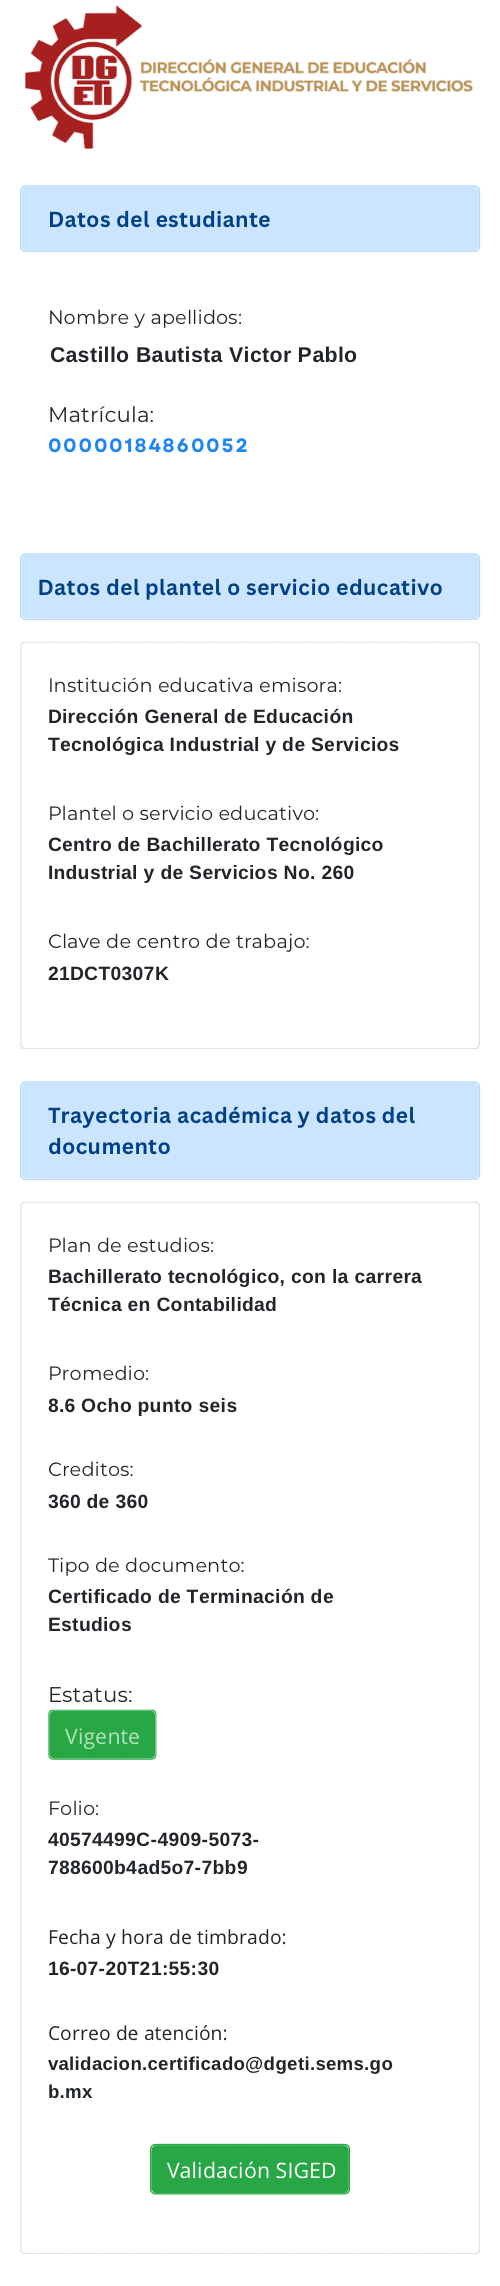 DG
ETi
DIRECCIÓN GENERAL DE EDUCACIÓN
TECNOLÓGICA INDUSTRIAL Y DE SERVICIOS
Datos del estudiante
Nombre y apellidos:
Castillo Bautista Victor Pablo
Matrícula:
00000184860052
Datos del plantel o servicio educativo
Institución educativa emisora:
Dirección General de Educación
Tecnológica Industrial y de Servicios
Plantel o servicio educativo:
Centro de Bachillerato Tecnológico
Industrial y de Servicios No. 260
Clave de centro de trabajo:
21DCT0307K
Trayectoria académica y datos del
documento
Plan de estudios:
Bachillerato tecnológico, con la carrera
Técnica en Contabilidad
Promedio:
8.6 Ocho punto seis
Creditos:
360 de 360
Tipo de documento:
Certificado de Terminación de
Estudios
Estatus:
Vigente
Folio:
40574499C-4909-5073-
788600b4ad5o7-7bb9
Fecha y hora de timbrado:
16-07-20T21:55:30
Correo de atención:
validacion.certificado@dgeti.sems.go
b.mx
Validación SIGED